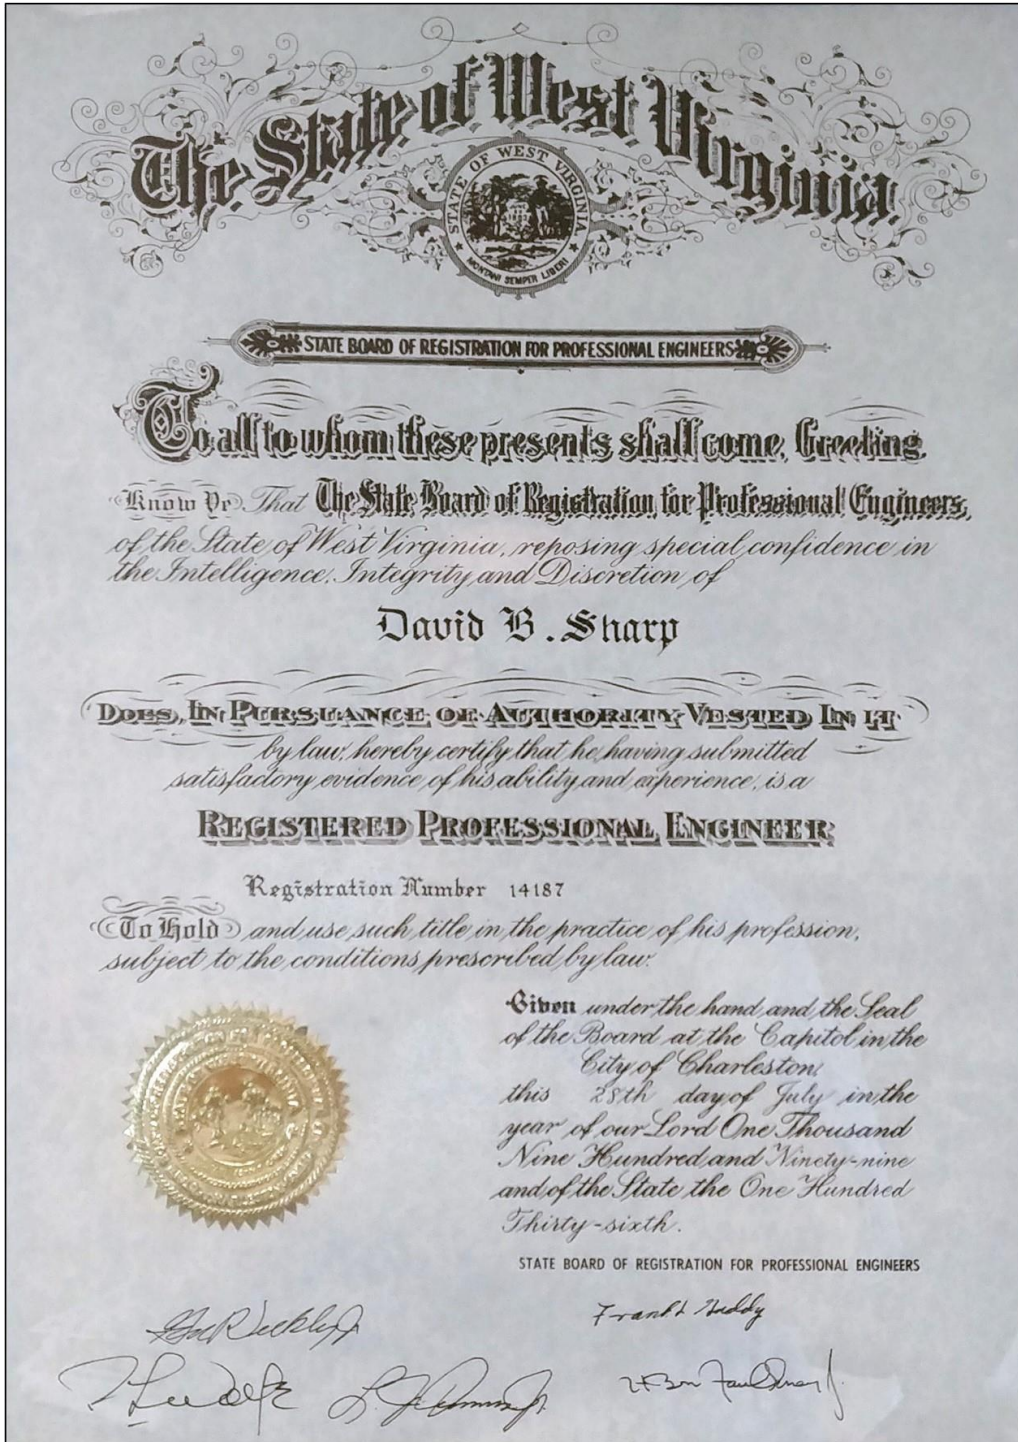 The State of West Virginia.
STATE OF WEST VIRGINIA
MONTANI SEMPER LIBERI
STATE BOARD OF REGISTRATION FOR PROFESSIONAL ENGINEERS
To all to whom these presents shall come, Greeting.
Know Ye That The State Board of Registration for Professional Engineers,
of the State of West Virginia, reposing special confidence in
the Intelligence, Integrity and Discretion of
David B. Sharp
DOES, IN PURSUANCE OF AUTHORITY VESTED IN IT
by law, hereby certify that he, having submitted
satisfactory evidence of his ability and experience, is a
REGISTERED PROFESSIONAL ENGINEER
Registration Number 14187
To Hold and use such title in the practice of his profession,
subject to the conditions prescribed by law.
Given under the hand and the Seal
of the Board at the Capitol in the
City of Charleston,
this 28th day of July in the
year of our Lord One Thousand
Nine Hundred and Ninety-nine
and of the State the One Hundred
Thirty-sixth.
STATE BOARD OF REGISTRATION FOR PROFESSIONAL ENGINEERS